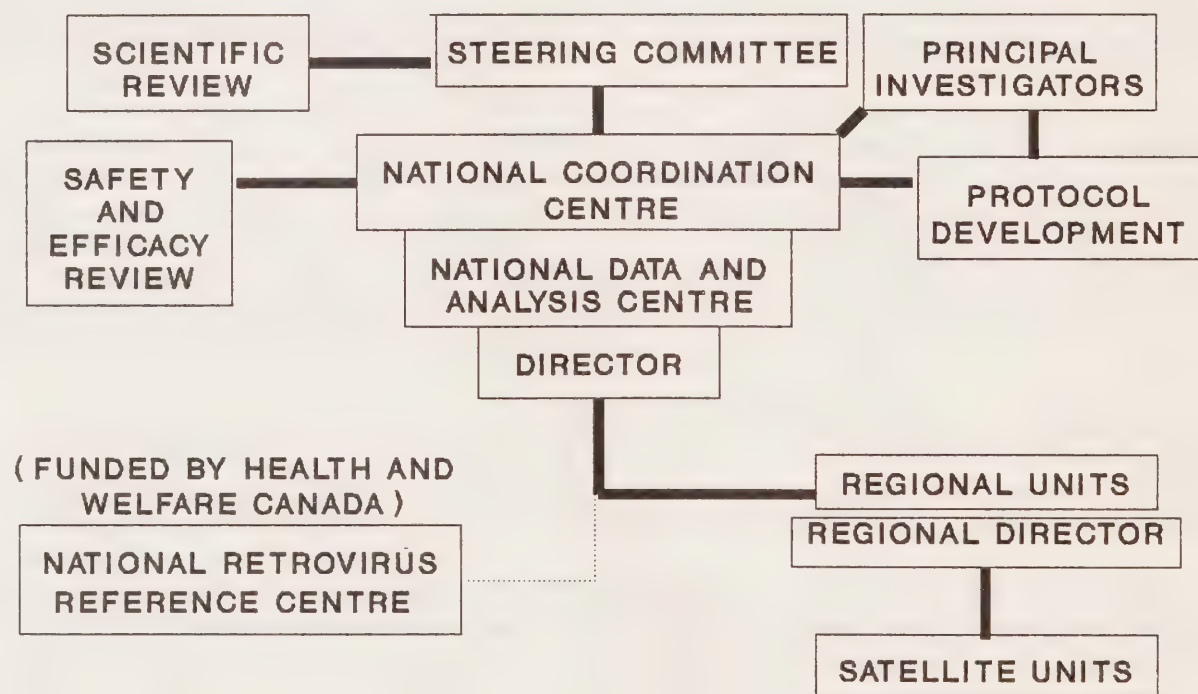 SCIENTIFIC
REVIEW
STEERING COMMITTEE
PRINCIPAL
INVESTIGATORS
SAFETY
AND
EFFICACY
REVIEW
NATIONAL COORDINATION
CENTRE
PROTOCOL
DEVELOPMENT
NATIONAL DATA AND
ANALYSIS CENTRE
DIRECTOR
(FUNDED BY HEALTH AND
WELFARE CANADA)
NATIONAL RETROVIRUS
REFERENCE CENTRE
REGIONAL UNITS
REGIONAL DIRECTOR
SATELLITE UNITS